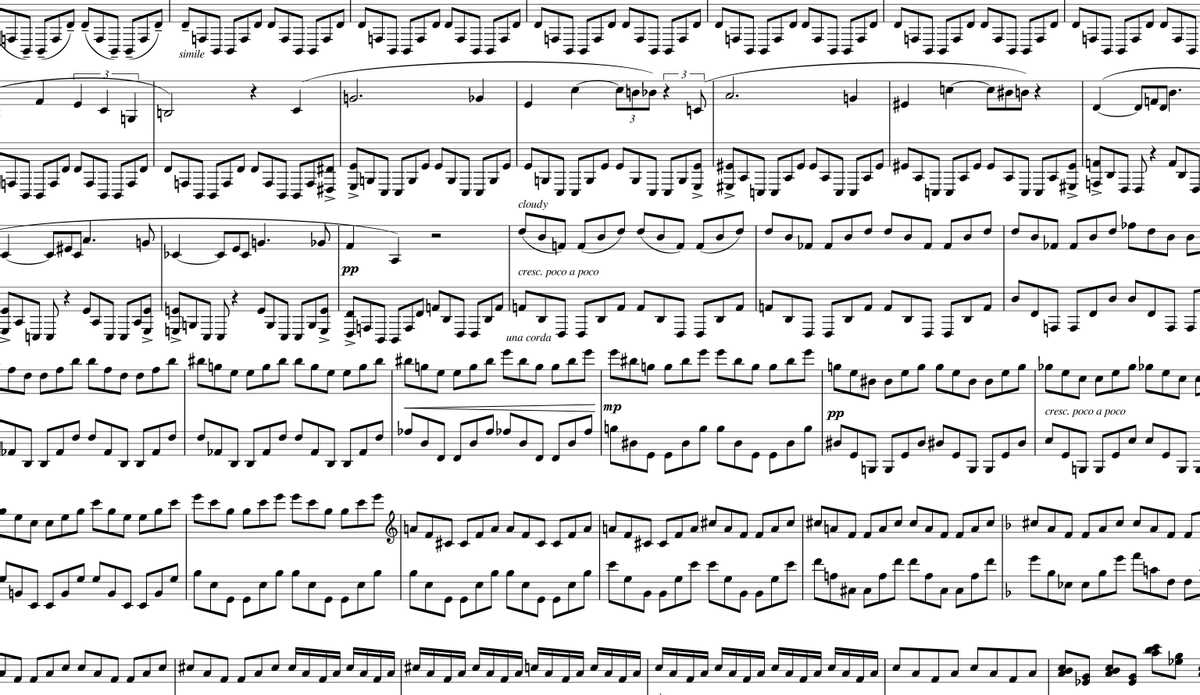 simile
3
3
3
cloudy
pp
cresc. poco a poco
una corda
mp
pp
cresc. poco a poco